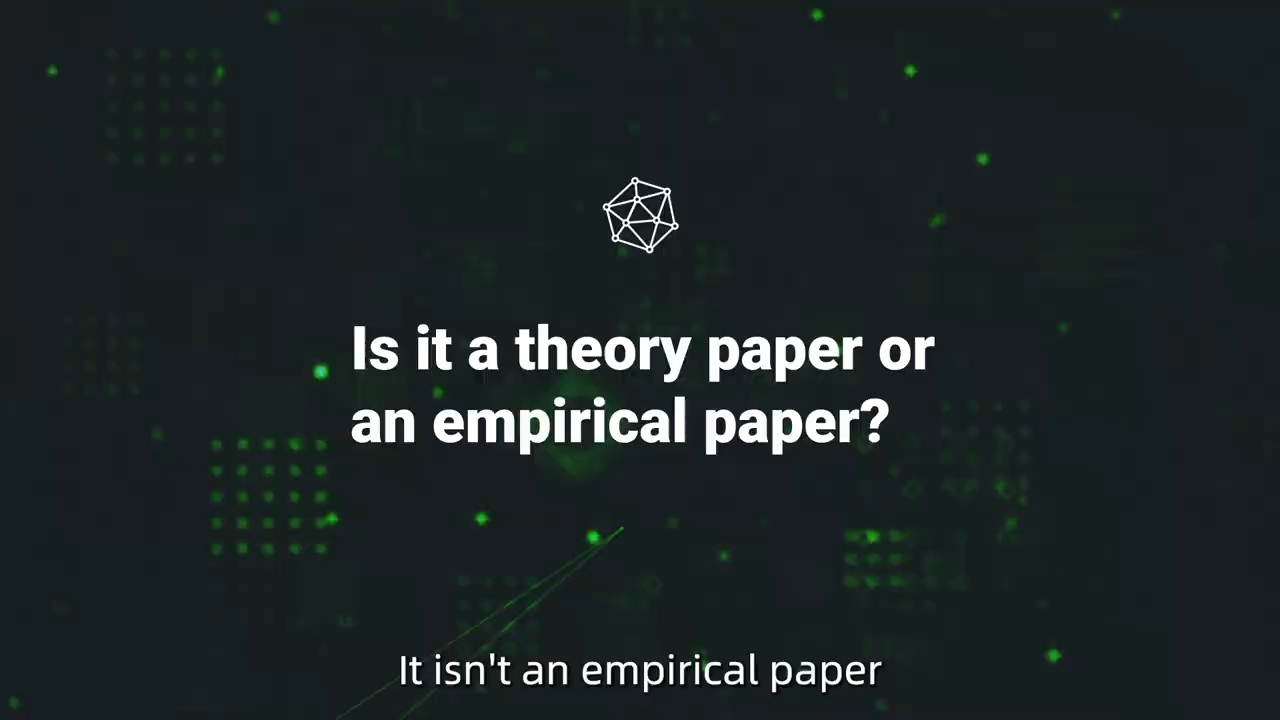 Is it a theory paper or
an empirical paper?
It isn't an empirical paper